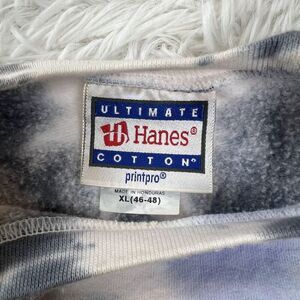 ULTIMATE
H Hanes®
COTTON®
printpro®
MADE IN HONDURAS
XL(46-48)